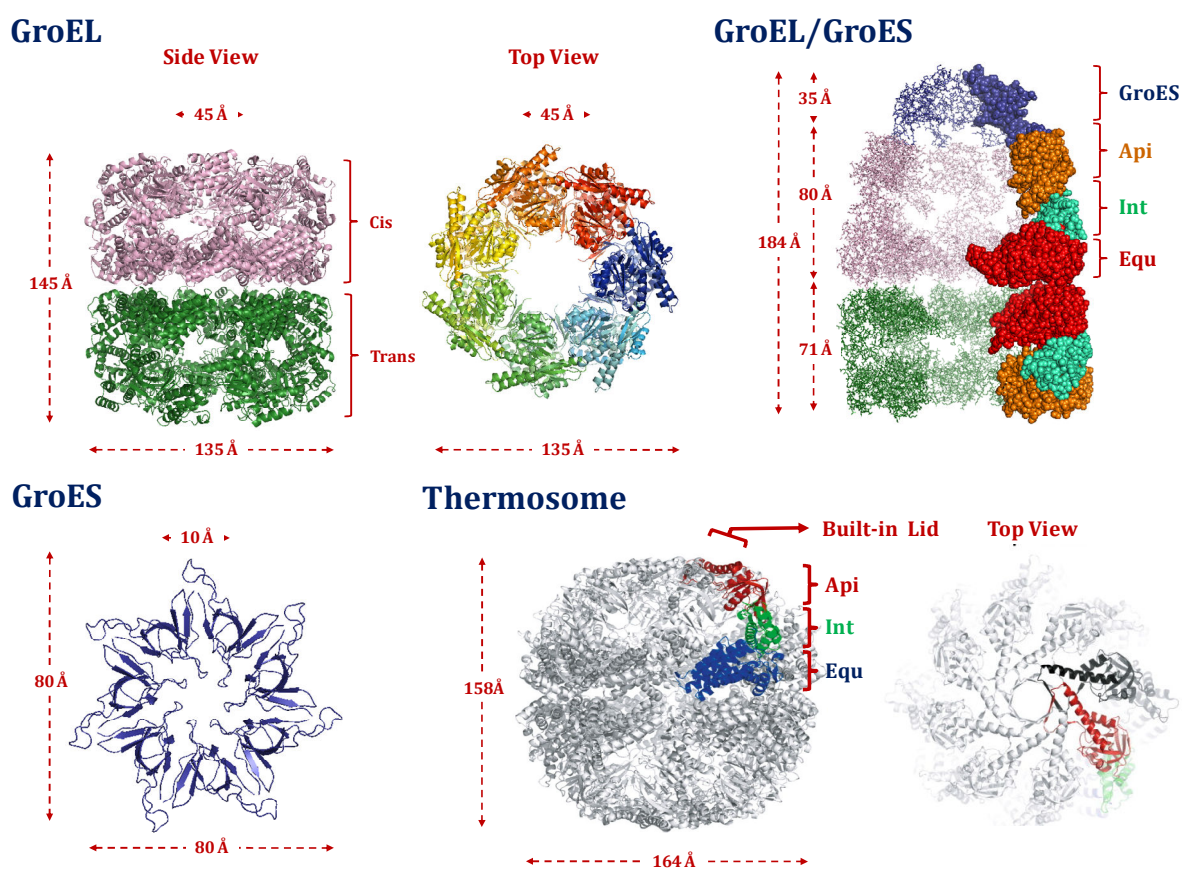 GroEL
Side View
Top View
45 Å
45 Å
145 Å
Cis
Trans
135 Å
135 Å
GroEL/GroES
35 Å
80 Å
184 Å
71 Å
GroES
Api
Int
Equ
GroES
10 Å
80 Å
80 Å
Thermosome
Built-in Lid
Top View
Api
Int
Equ
158Å
164 Å